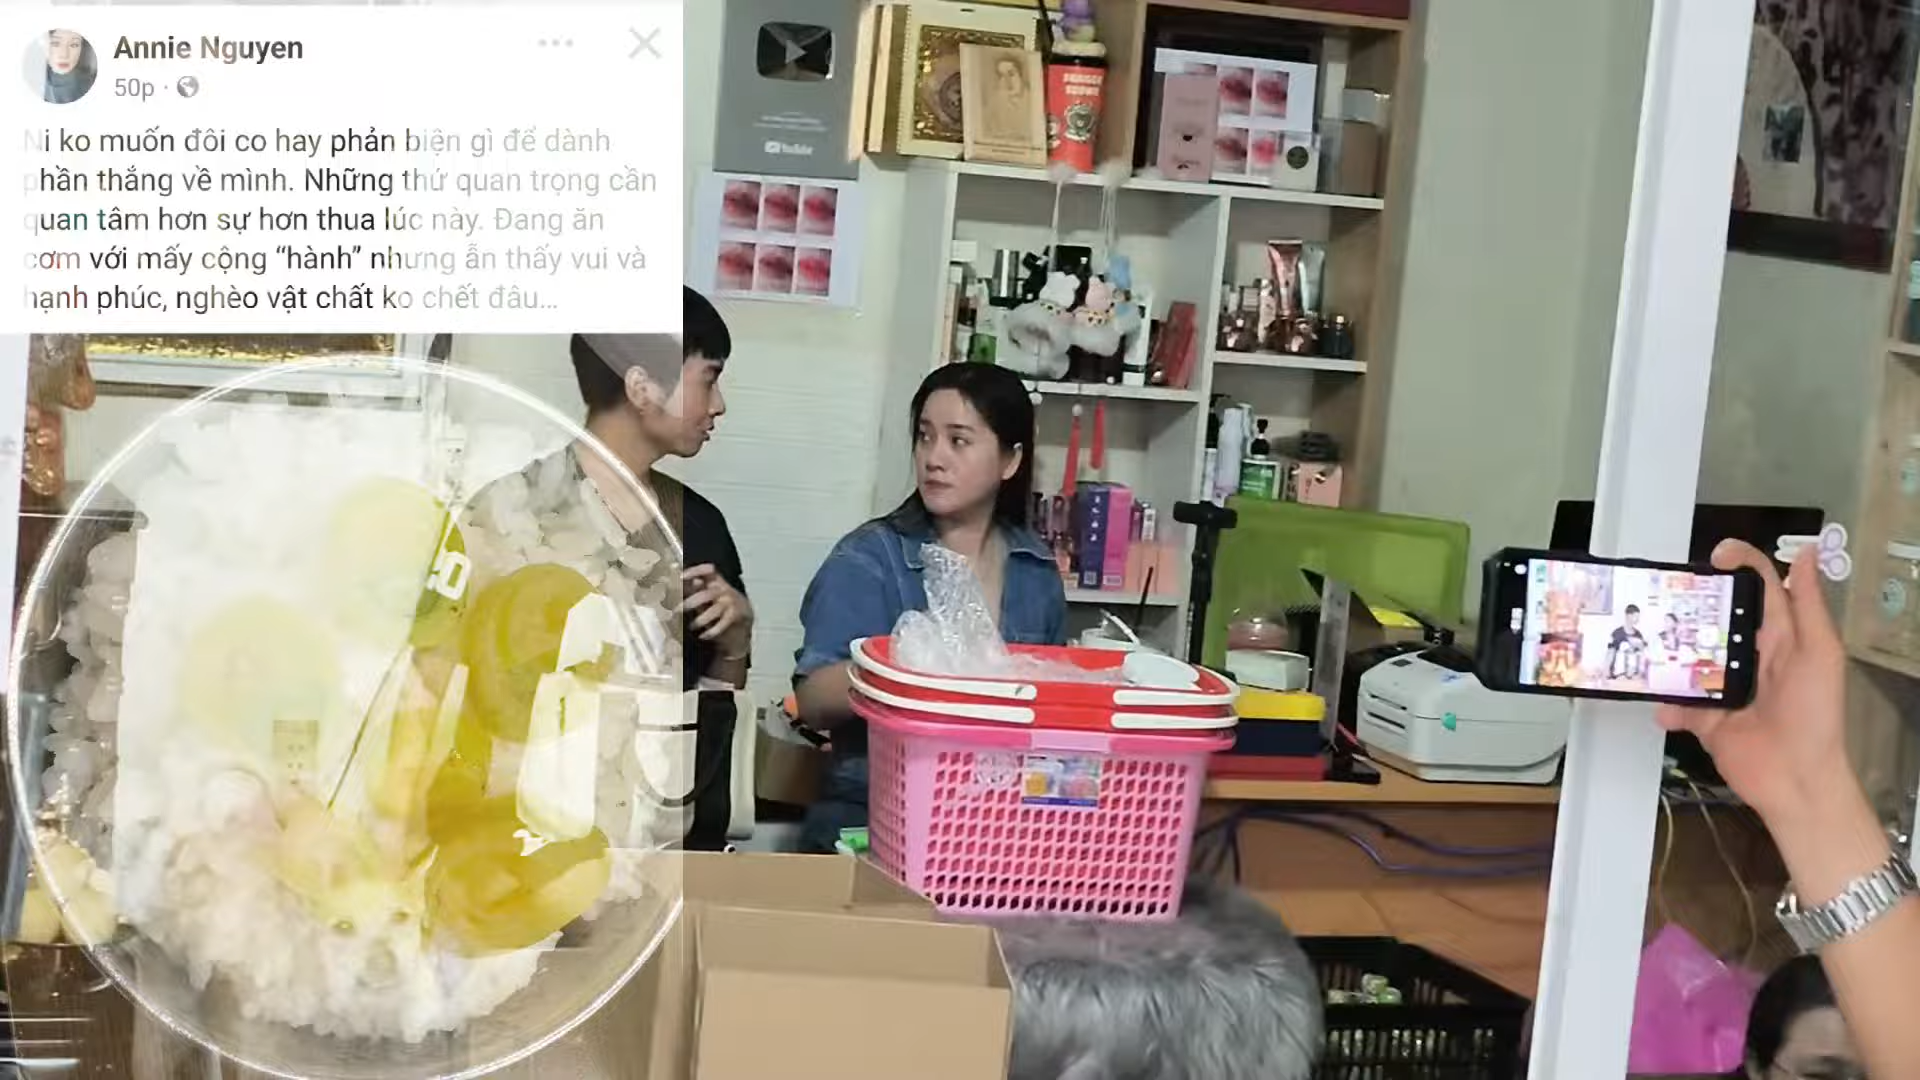 Annie Nguyen
50p
Ni ko muốn đôi co hay phản biện gì để dành
phần thắng về mình. Những thứ quan trọng cần
quan tâm hơn sự hơn thua lúc này. Đang ăn
cơm với mấy cộng “hành” nhưng ẫn thấy vui và
hạnh phúc, nghèo vật chất ko chết đâu...
YouTube